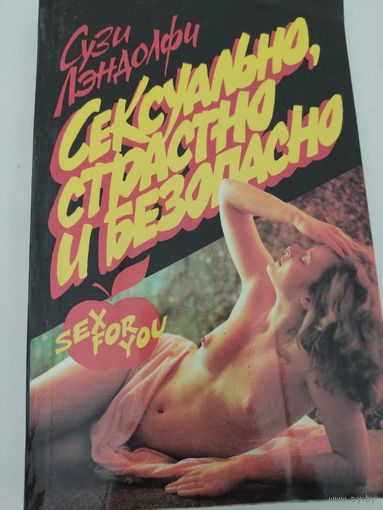 Сузи
Лэндолфи
Сексуально,
страстно
и безопасно
SEX
FOR
YOU